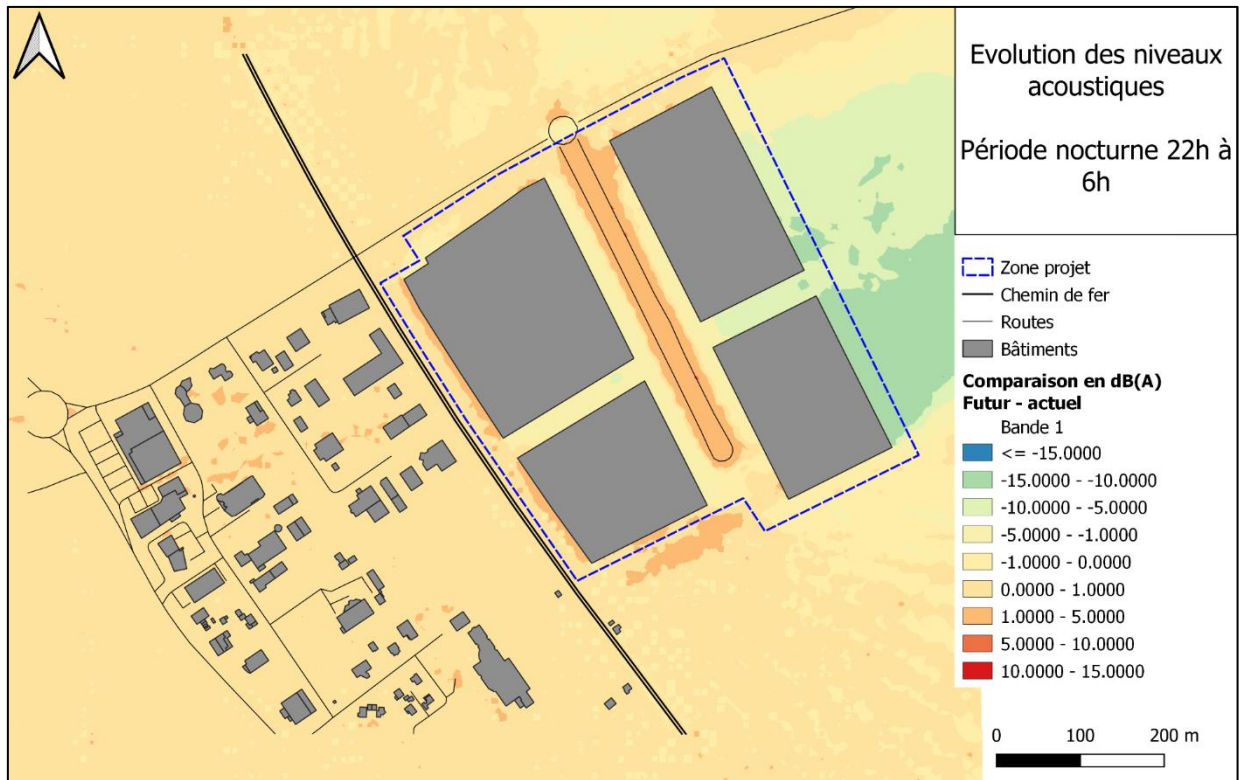 Evolution des niveaux
acoustiques
Période nocturne 22h à
6h
Zone projet
Chemin de fer
Routes
Bâtiments
Comparaison en dB(A)
Futur - actuel
Bande 1
<= -15.0000
-15.0000 - -10.0000
-10.0000 - -5.0000
-5.0000 - -1.0000
-1.0000 - 0.0000
0.0000 - 1.0000
1.0000 - 5.0000
5.0000 - 10.0000
10.0000 - 15.0000
0 100 200 m